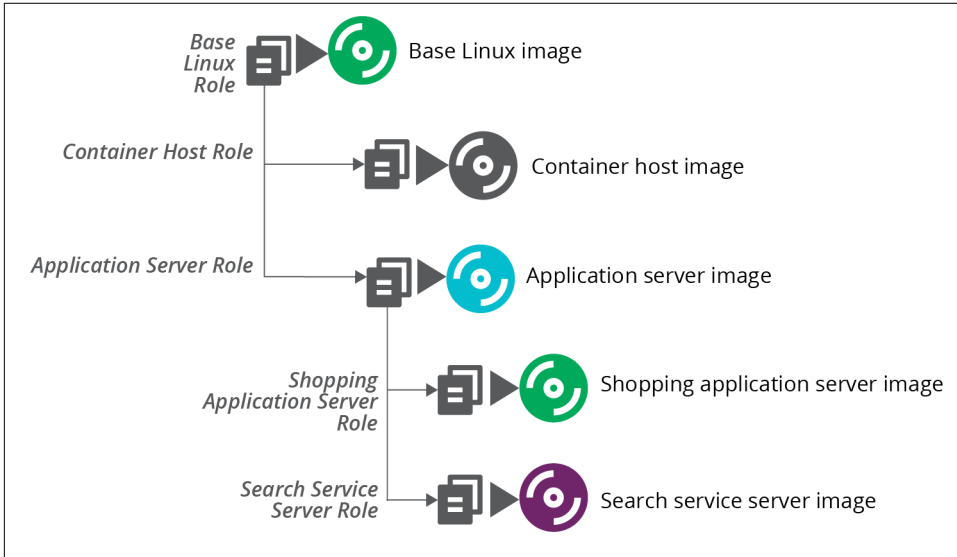 Base
Linux
Role
Base Linux image
Container Host Role
Container host image
Application Server Role
Application server image
Shopping
Application Server
Role
Shopping application server image
Search Service
Server Role
Search service server image